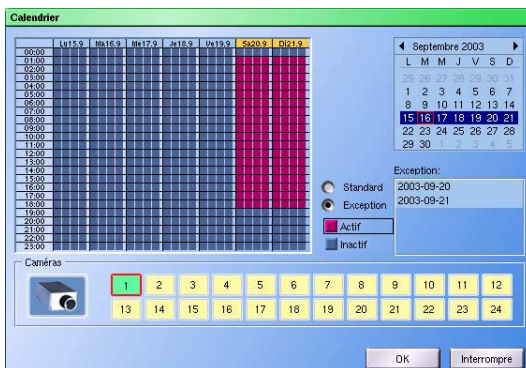 Calendrier
Lu15.9 Ma16.9 Me17.9 Je18.9 Ve19.9 Sa20.9 Di21.9
00:00
01:00
02:00
03:00
04:00
05:00
06:00
07:00
08:00
09:00
10:00
11:00
12:00
13:00
14:00
15:00
16:00
17:00
18:00
19:00
20:00
21:00
22:00
23:00
Septembre 2003
L M M J V S D
25 26 27 28 29 30 31
1 2 3 4 5 6 7
8 9 10 11 12 13 14
15 16 17 18 19 20 21
22 23 24 25 26 27 28
29 30 1 2 3 4 5
Exception:
2003-09-20
2003-09-21
Standard
Exception
Actif
Inactif
Caméras
1 2 3 4 5 6 7 8 9 10 11 12
13 14 15 16 17 18 19 20 21 22 23 24
OK Interrompre